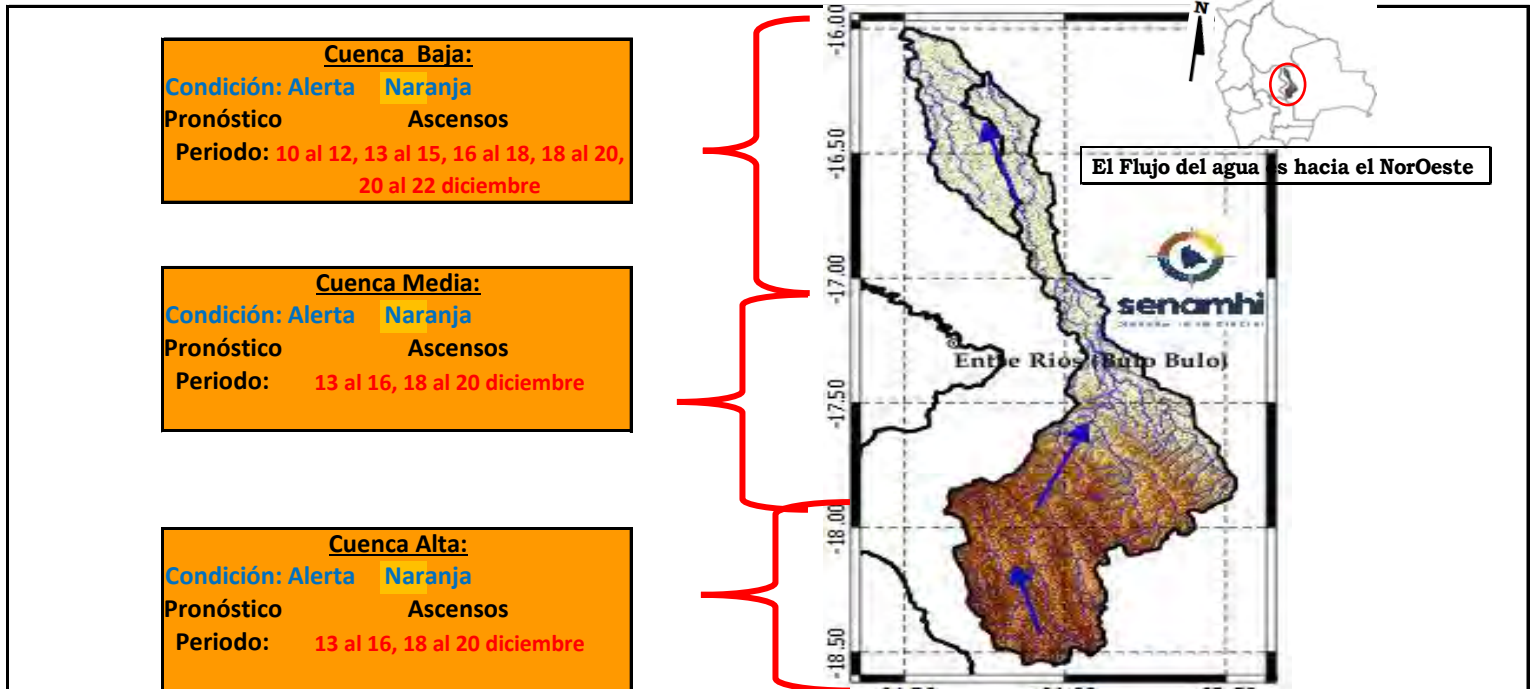 Cuenca Baja:
Condición: Alerta Naranja
Pronóstico Ascensos
Periodo: 10 al 12, 13 al 15, 16 al 18, 18 al 20,
20 al 22 diciembre
Cuenca Media:
Condición: Alerta Naranja
Pronóstico Ascensos
Periodo: 13 al 16, 18 al 20 diciembre
Cuenca Alta:
Condición: Alerta Naranja
Pronóstico Ascensos
Periodo: 13 al 16, 18 al 20 diciembre
N
El Flujo del agua es hacia el NorOeste
senamhi
Entre Rios (Bulo Bulo)
-16.00
-16.50
-17.00
-17.50
-18.00
-18.50